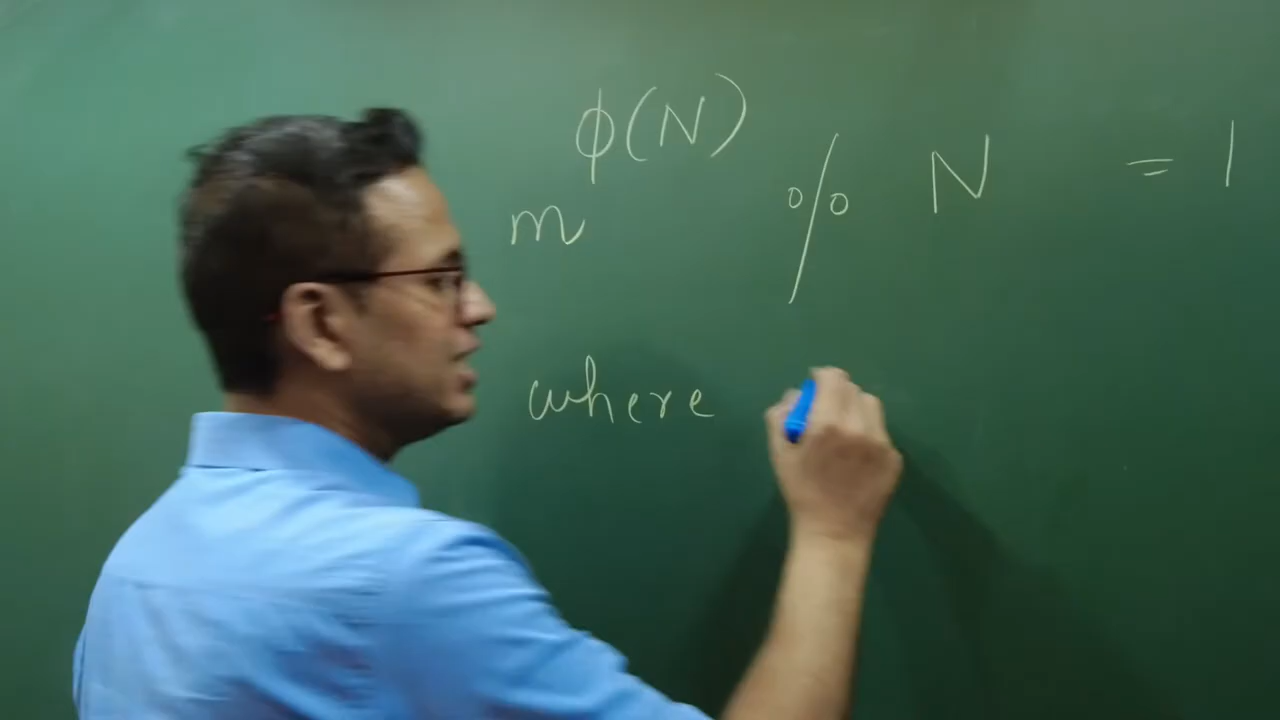 m^ϕ(N) % N = 1
where